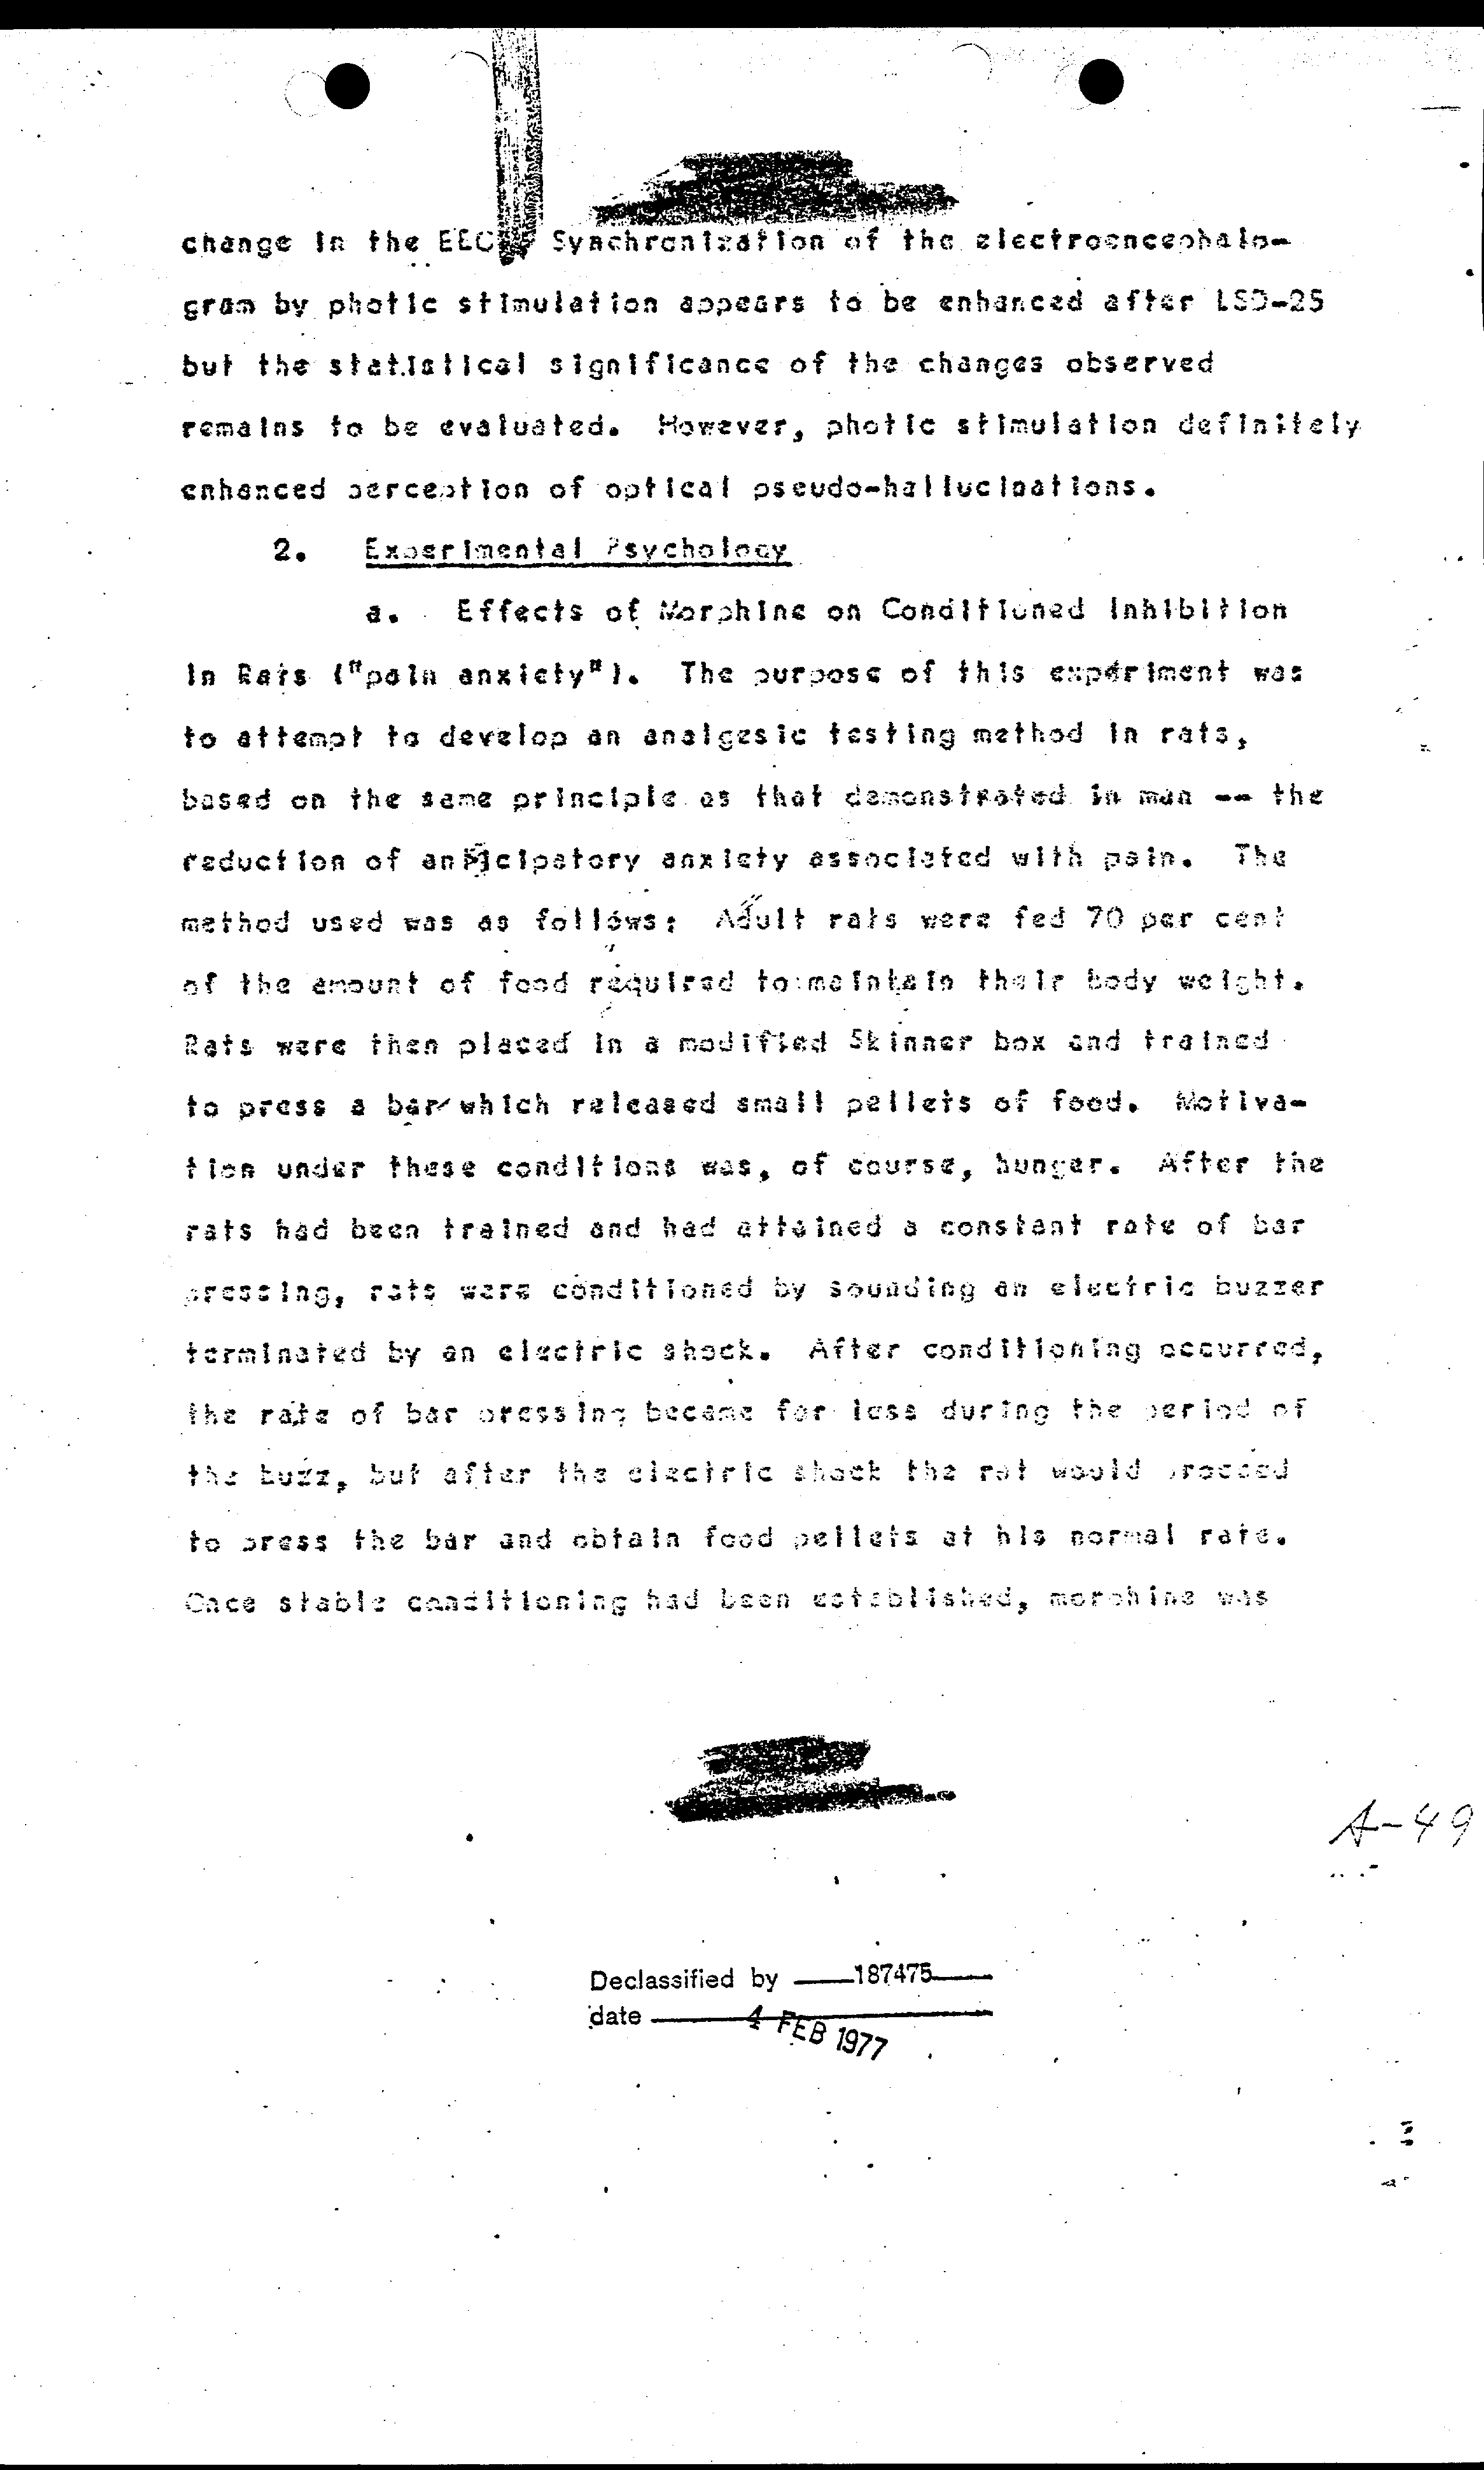 change in the EEG. Synchronization of the electroencephalo-
gram by photic stimulation appears to be enhanced after LSD-25
but the statistical significance of the changes observed
remains to be evaluated. However, photic stimulation definitely
enhanced perception of optical pseudo-hallucinations.
2. Experimental Psychology
a. Effects of Morphine on Conditioned Inhibition
in Rats ("pain anxiety"). The purpose of this experiment was
to attempt to develop an analgesic testing method in rats,
based on the same principle as that demonstrated in man -- the
reduction of anticipatory anxiety associated with pain. The
method used was as follows: Adult rats were fed 70 per cent
of the amount of food required to maintain their body weight.
Rats were then placed in a modified Skinner box and trained
to press a bar which released small pellets of food. Motiva-
tion under these conditions was, of course, hunger. After the
rats had been trained and had attained a constant rate of bar
pressing, rats were conditioned by sounding an electric buzzer
terminated by an electric shock. After conditioning occurred,
the rate of bar pressing became far less during the period of
the buzz, but after the electric shock the rat would proceed
to press the bar and obtain food pellets at his normal rate.
Once stable conditioning had been established, morphine was
A-49
Declassified by 187475
date 4 FEB 1977